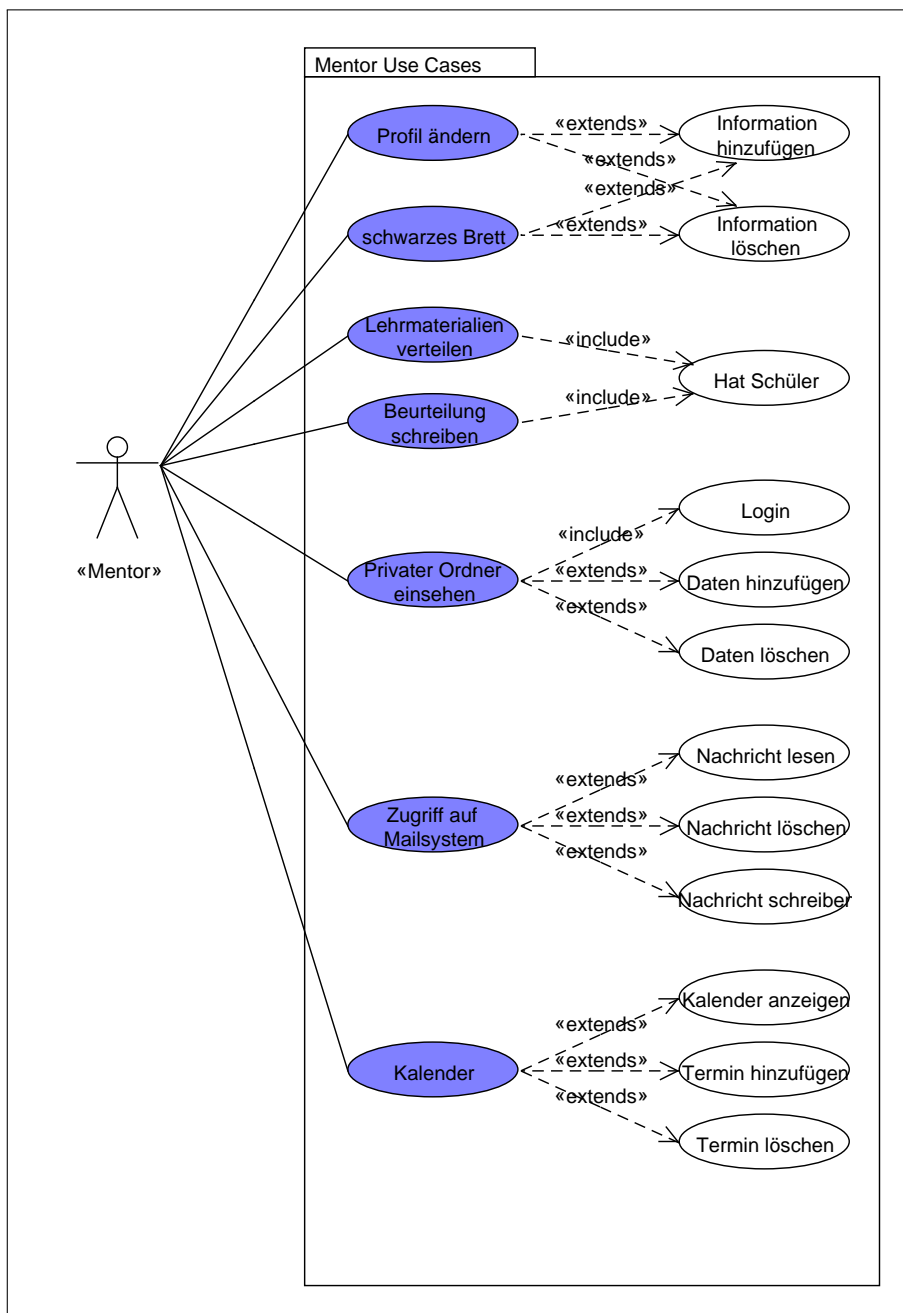 Mentor Use Cases
Profil ändern
«extends»
Information
hinzufügen
«extends»
«extends»
schwarzes Brett
«extends»
Information
löschen
Lehrmaterialien
verteilen
«include»
Hat Schüler
Beurteilung
schreiben
«include»
«Mentor»
Login
«include»
Privater Ordner
einsehen
«extends»
Daten hinzufügen
«extends»
Daten löschen
Nachricht lesen
«extends»
Zugriff auf
Mailsystem
«extends»
Nachricht löschen
«extends»
Nachricht schreiber
Kalender anzeigen
«extends»
Kalender
«extends»
Termin hinzufügen
«extends»
Termin löschen